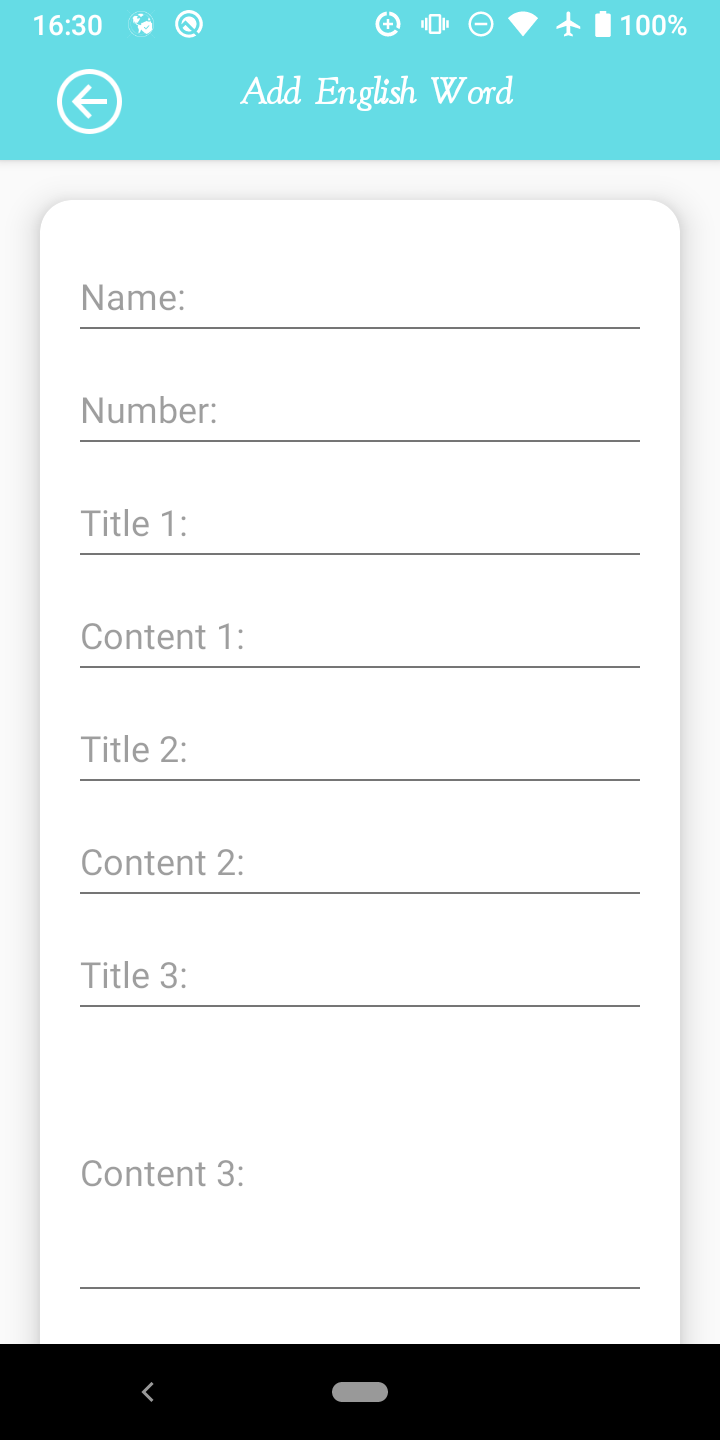 16:30
100%
Add English Word
Name:
Number:
Title 1:
Content 1:
Title 2:
Content 2:
Title 3:
Content 3: